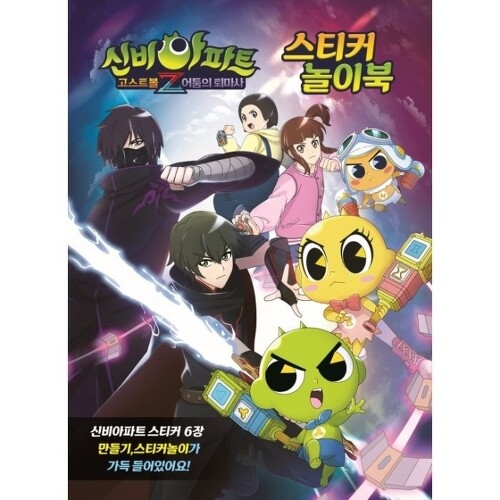 신비아파트
고스트볼Z 어둠의 퇴마사
스티커
놀이북
신비아파트 스티커 6장
만들기,스티커놀이가
가득 들어있어요!